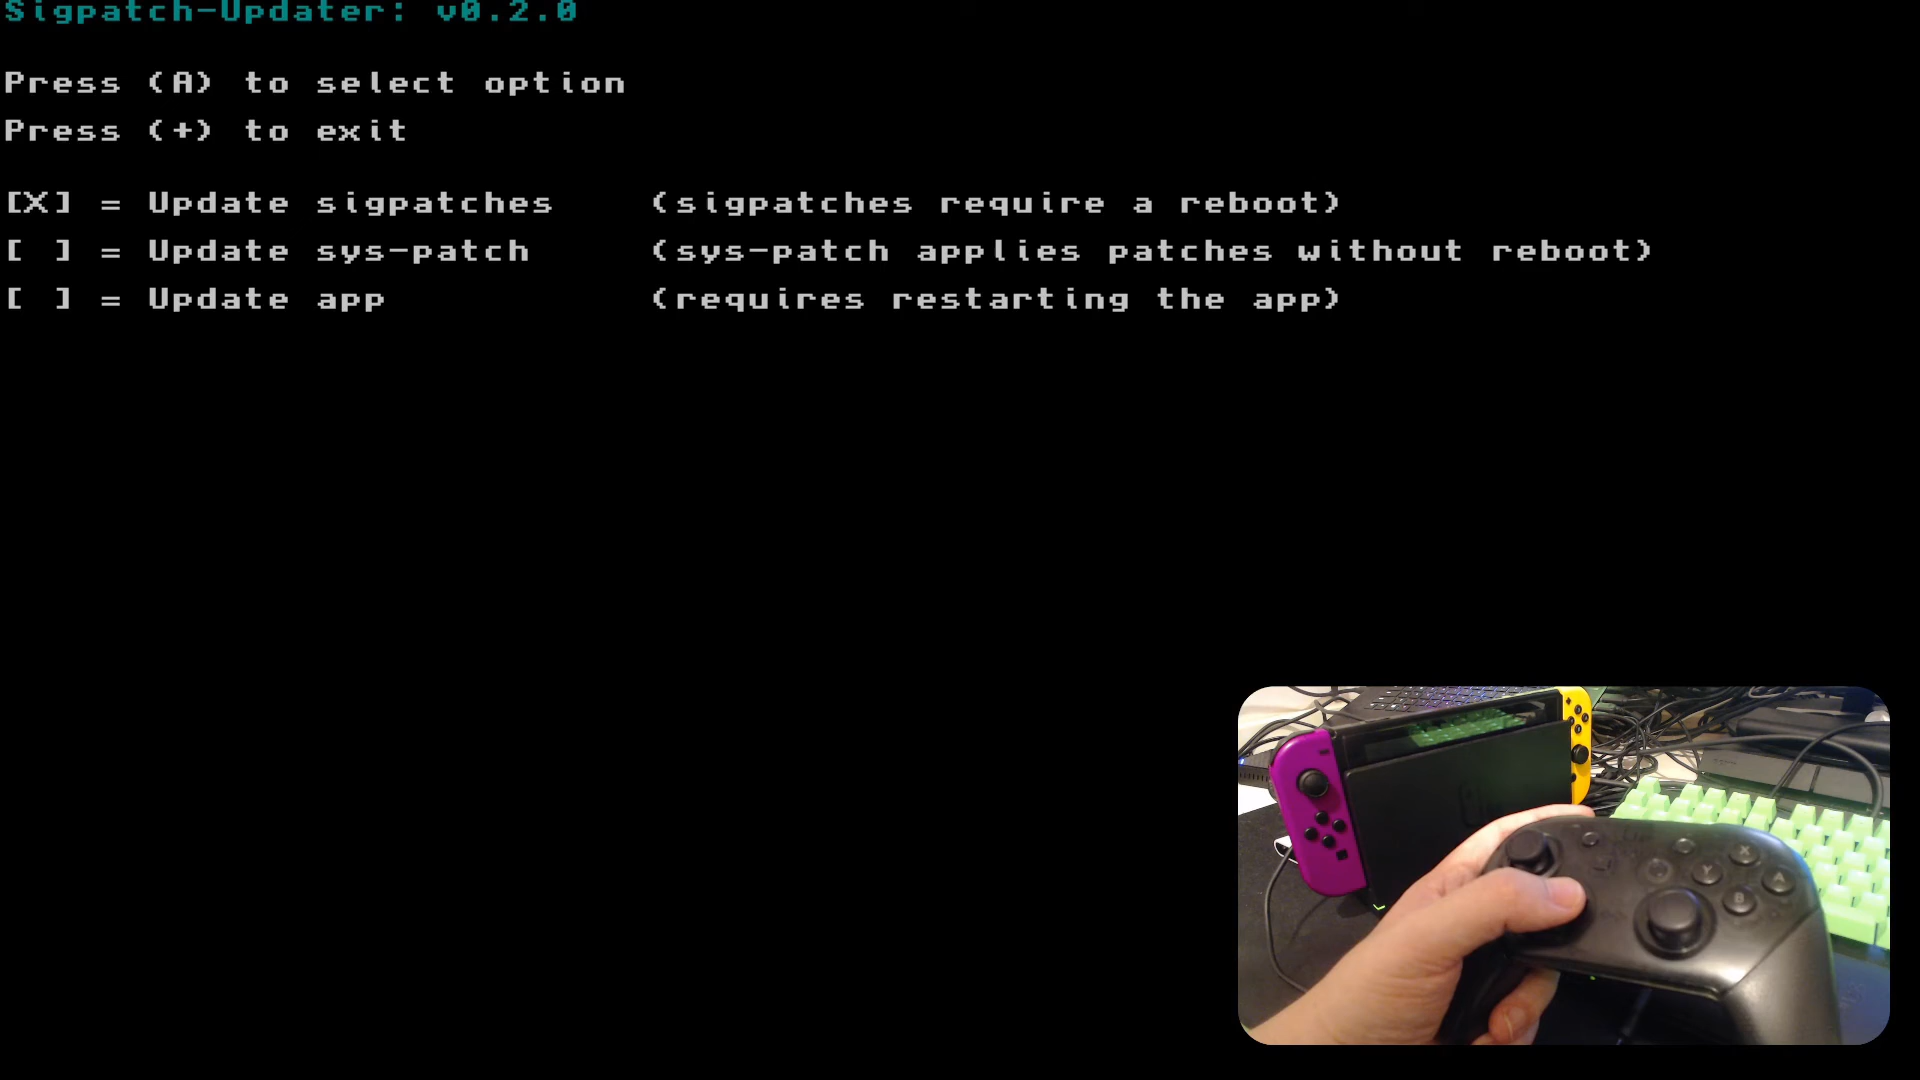 Sigpatch-Updater: v0.2.0
Press (A) to select option
Press (+) to exit
[X] = Update sigpatches (sigpatches require a reboot)
[ ] = Update sys-patch (sys-patch applies patches without reboot)
[ ] = Update app (requires restarting the app)
X
Y
A
B